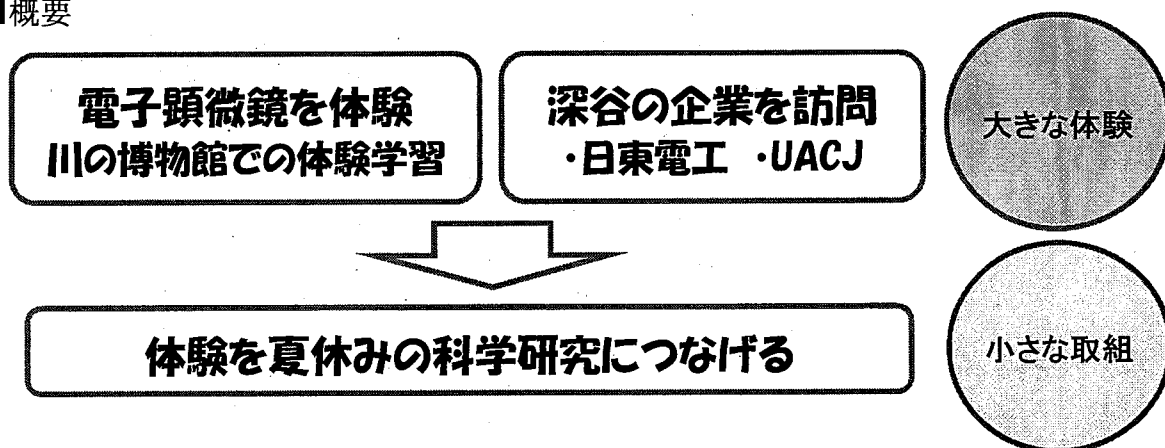 概要
電子顕微鏡を体験
川の博物館での体験学習
深谷の企業を訪問
・日東電工 ・UACJ
大きな体験
体験を夏休みの科学研究につなげる
小さな取組